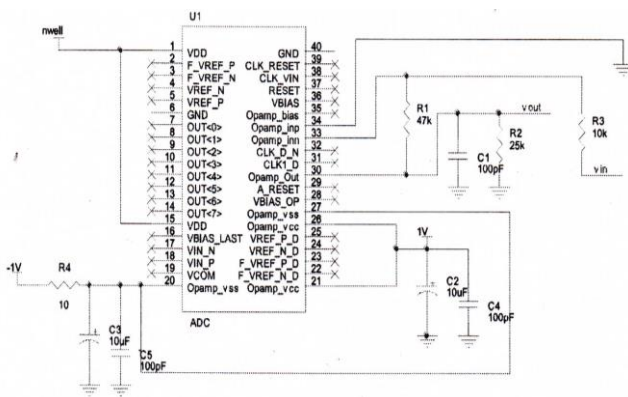 U1
nwell
1 VDD GND 40
2 F_VREF_P CLK_RESET 39
3 F_VREF_N CLK_VIN 38
4 VREF_N RESET 37
5 VREF_P VBIAS 36
6 GND Opamp_bias 35
7 OUT<0> Opamp_inp 34
8 OUT<1> Opamp_inn 33
9 OUT<2> CLK_D_N 32
10 OUT<3> CLK1_D 31
11 OUT<4> Opamp_Out 30
12 OUT<5> A_RESET 29
13 OUT<6> VBIAS_OP 28
14 OUT<7> Opamp_vss 27
15 VDD Opamp_vcc 26
16 VBIAS_LAST VREF_P_D 25
17 VIN_N VREF_N_D 24
18 VIN_P F_VREF_P_D 23
19 VCOM F_VREF_N_D 22
20 Opamp_vss Opamp_vcc 21
ADC
R1
47k
vout
R2
25k
C1
100pF
R3
10k
vin
-1V
R4
10
C3
10uF
C5
100pF
1V
C2
10uF
C4
100pF